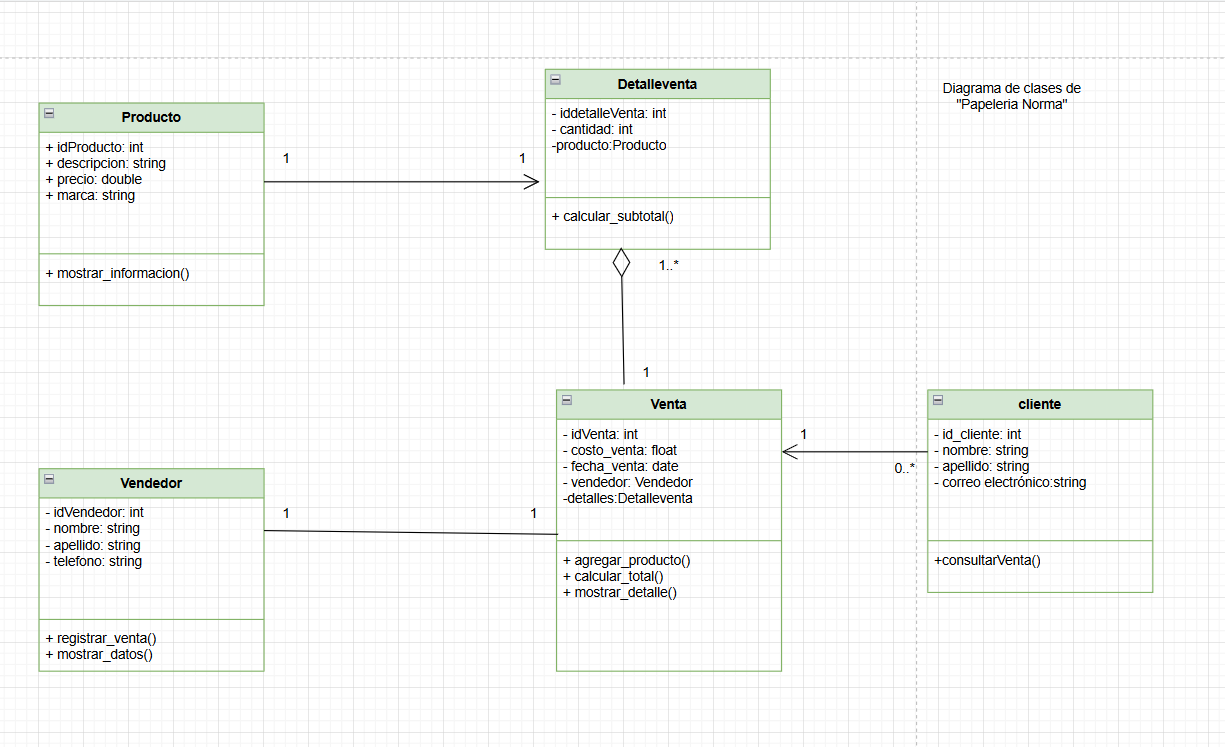 Diagrama de clases de
"Papeleria Norma"
Producto
+ idProducto: int
+ descripcion: string
+ precio: double
+ marca: string
+ mostrar_informacion()
1
1
Detalleventa
- iddetalleVenta: int
- cantidad: int
-producto:Producto
+ calcular_subtotal()
1..*
1
Venta
- idVenta: int
- costo_venta: float
- fecha_venta: date
- vendedor: Vendedor
-detalles:Detalleventa
+ agregar_producto()
+ calcular_total()
+ mostrar_detalle()
1
0..*
cliente
- id_cliente: int
- nombre: string
- apellido: string
- correo electrónico:string
+consultarVenta()
Vendedor
- idVendedor: int
- nombre: string
- apellido: string
- telefono: string
+ registrar_venta()
+ mostrar_datos()
1
1